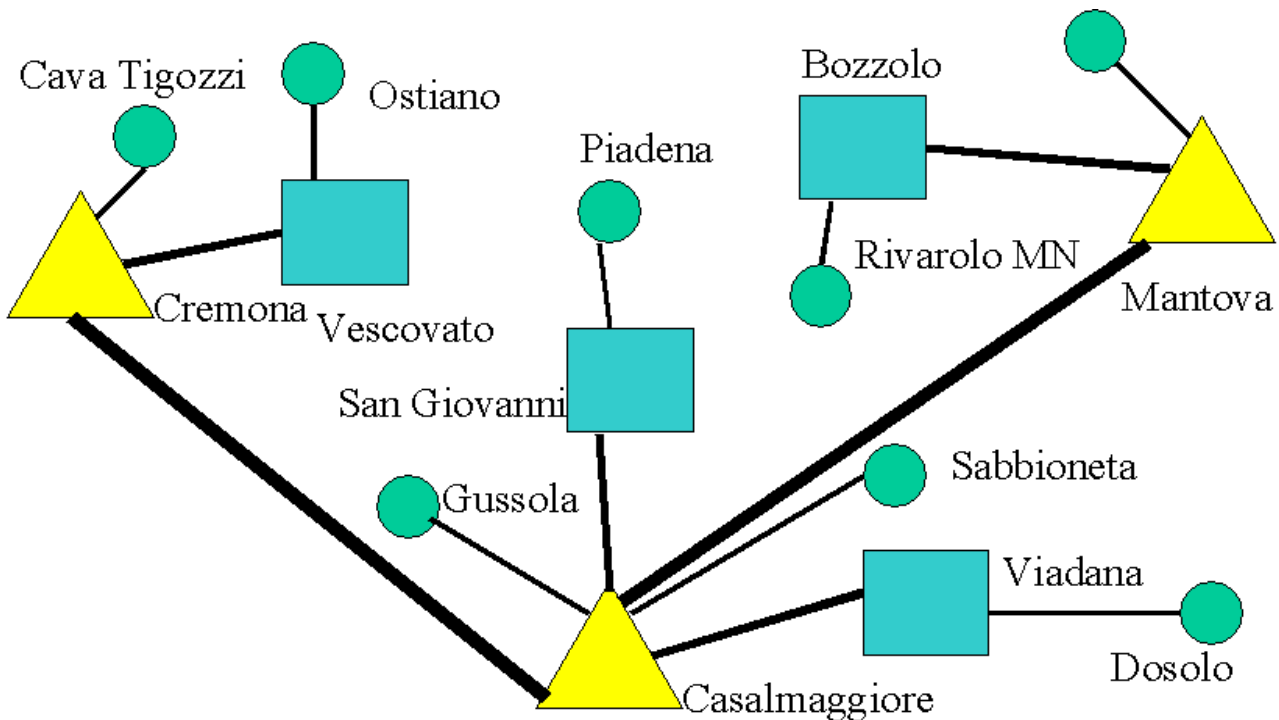 Cava Tigozzi
Ostiano
Bozzolo
Piadena
Rivarolo MN
Mantova
Cremona
Vescovato
San Giovanni
Sabbioneta
Gussola
Viadana
Dosolo
Casalmaggiore